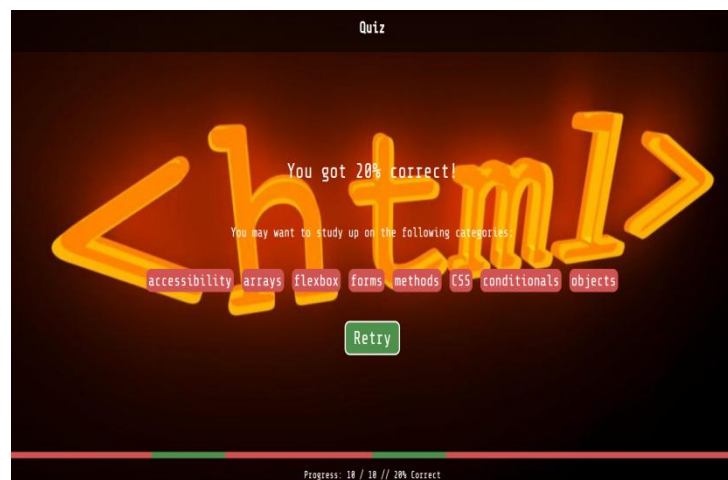 Quiz
<html>
You got 20% correct!
You may want to study up on the following categories:
accessibility arrays flexbox forms methods CSS conditionals objects
Retry
Progress: 10 / 10 // 20% Correct